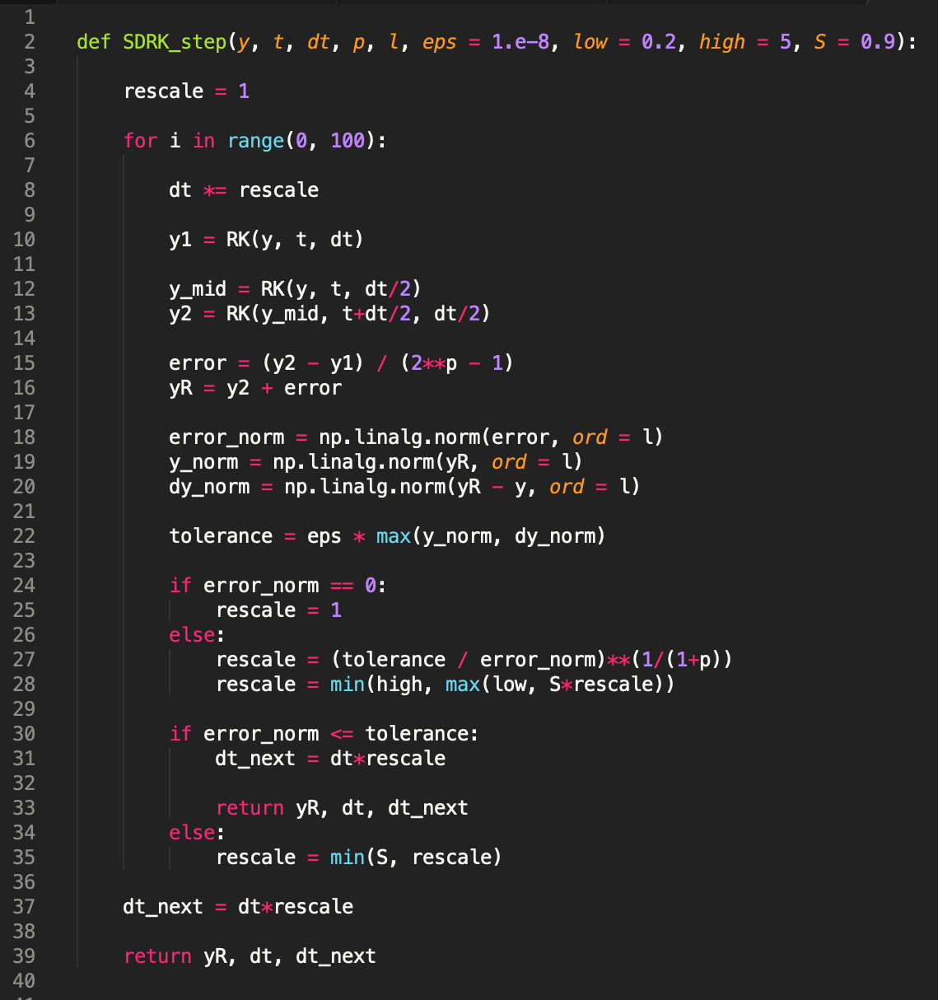 1
2 def SDRK_step(y, t, dt, p, l, eps = 1.e-8, low = 0.2, high = 5, S = 0.9):
3
4 rescale = 1
5
6 for i in range(0, 100):
7
8 dt *= rescale
9
10 y1 = RK(y, t, dt)
11
12 y_mid = RK(y, t, dt/2)
13 y2 = RK(y_mid, t+dt/2, dt/2)
14
15 error = (y2 - y1) / (2**p - 1)
16 yR = y2 + error
17
18 error_norm = np.linalg.norm(error, ord = l)
19 y_norm = np.linalg.norm(yR, ord = l)
20 dy_norm = np.linalg.norm(yR - y, ord = l)
21
22 tolerance = eps * max(y_norm, dy_norm)
23
24 if error_norm == 0:
25 rescale = 1
26 else:
27 rescale = (tolerance / error_norm)**(1/(1+p))
28 rescale = min(high, max(low, S*rescale))
29
30 if error_norm <= tolerance:
31 dt_next = dt*rescale
32
33 return yR, dt, dt_next
34 else:
35 rescale = min(S, rescale)
36
37 dt_next = dt*rescale
38
39 return yR, dt, dt_next
40